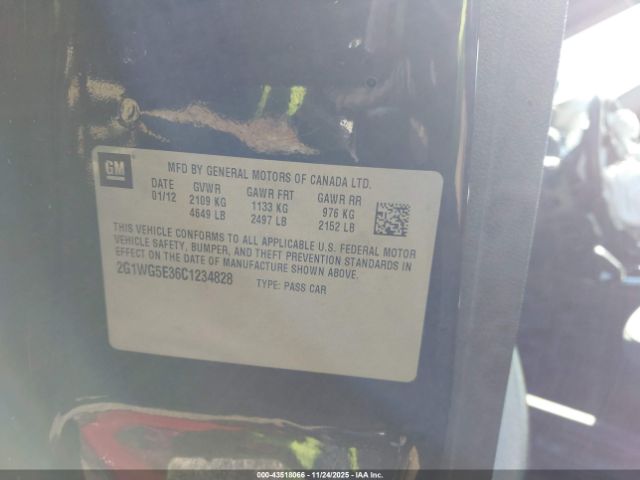 GM
MFD BY GENERAL MOTORS OF CANADA LTD.
DATE GVWR GAWR FRT GAWR RR
01/12 2109 KG 1133 KG 976 KG
4649 LB 2497 LB 2152 LB
THIS VEHICLE CONFORMS TO ALL APPLICABLE U.S. FEDERAL MOTOR
VEHICLE SAFETY, BUMPER, AND THEFT PREVENTION STANDARDS IN
EFFECT ON THE DATE OF MANUFACTURE SHOWN ABOVE.
2G1WG5E36C1234828 TYPE: PASS CAR
000-43518066 - 11/24/2025 - IAA Inc.